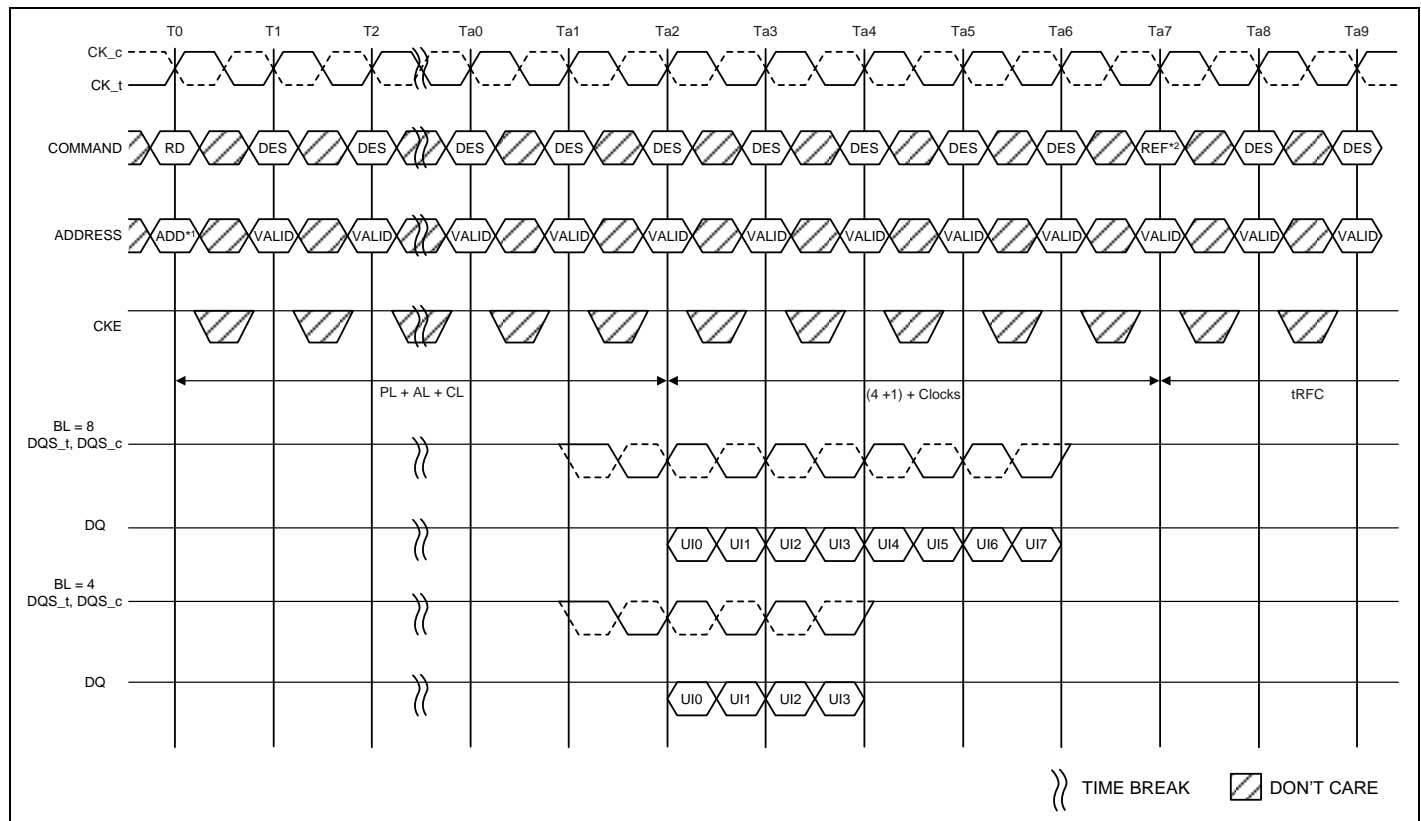 T0 T1 T2 Ta0 Ta1 Ta2 Ta3 Ta4 Ta5 Ta6 Ta7 Ta8 Ta9
CK_c
CK_t
COMMAND RD DES DES DES DES DES DES DES DES DES REF*2 DES DES
ADDRESS ADD*1 VALID VALID VALID VALID VALID VALID VALID VALID VALID VALID VALID VALID
CKE
PL + AL + CL (4 +1) + Clocks tRFC
BL = 8
DQS_t, DQS_c
DQ UI0 UI1 UI2 UI3 UI4 UI5 UI6 UI7
BL = 4
DQS_t, DQS_c
DQ UI0 UI1 UI2 UI3
TIME BREAK DON'T CARE